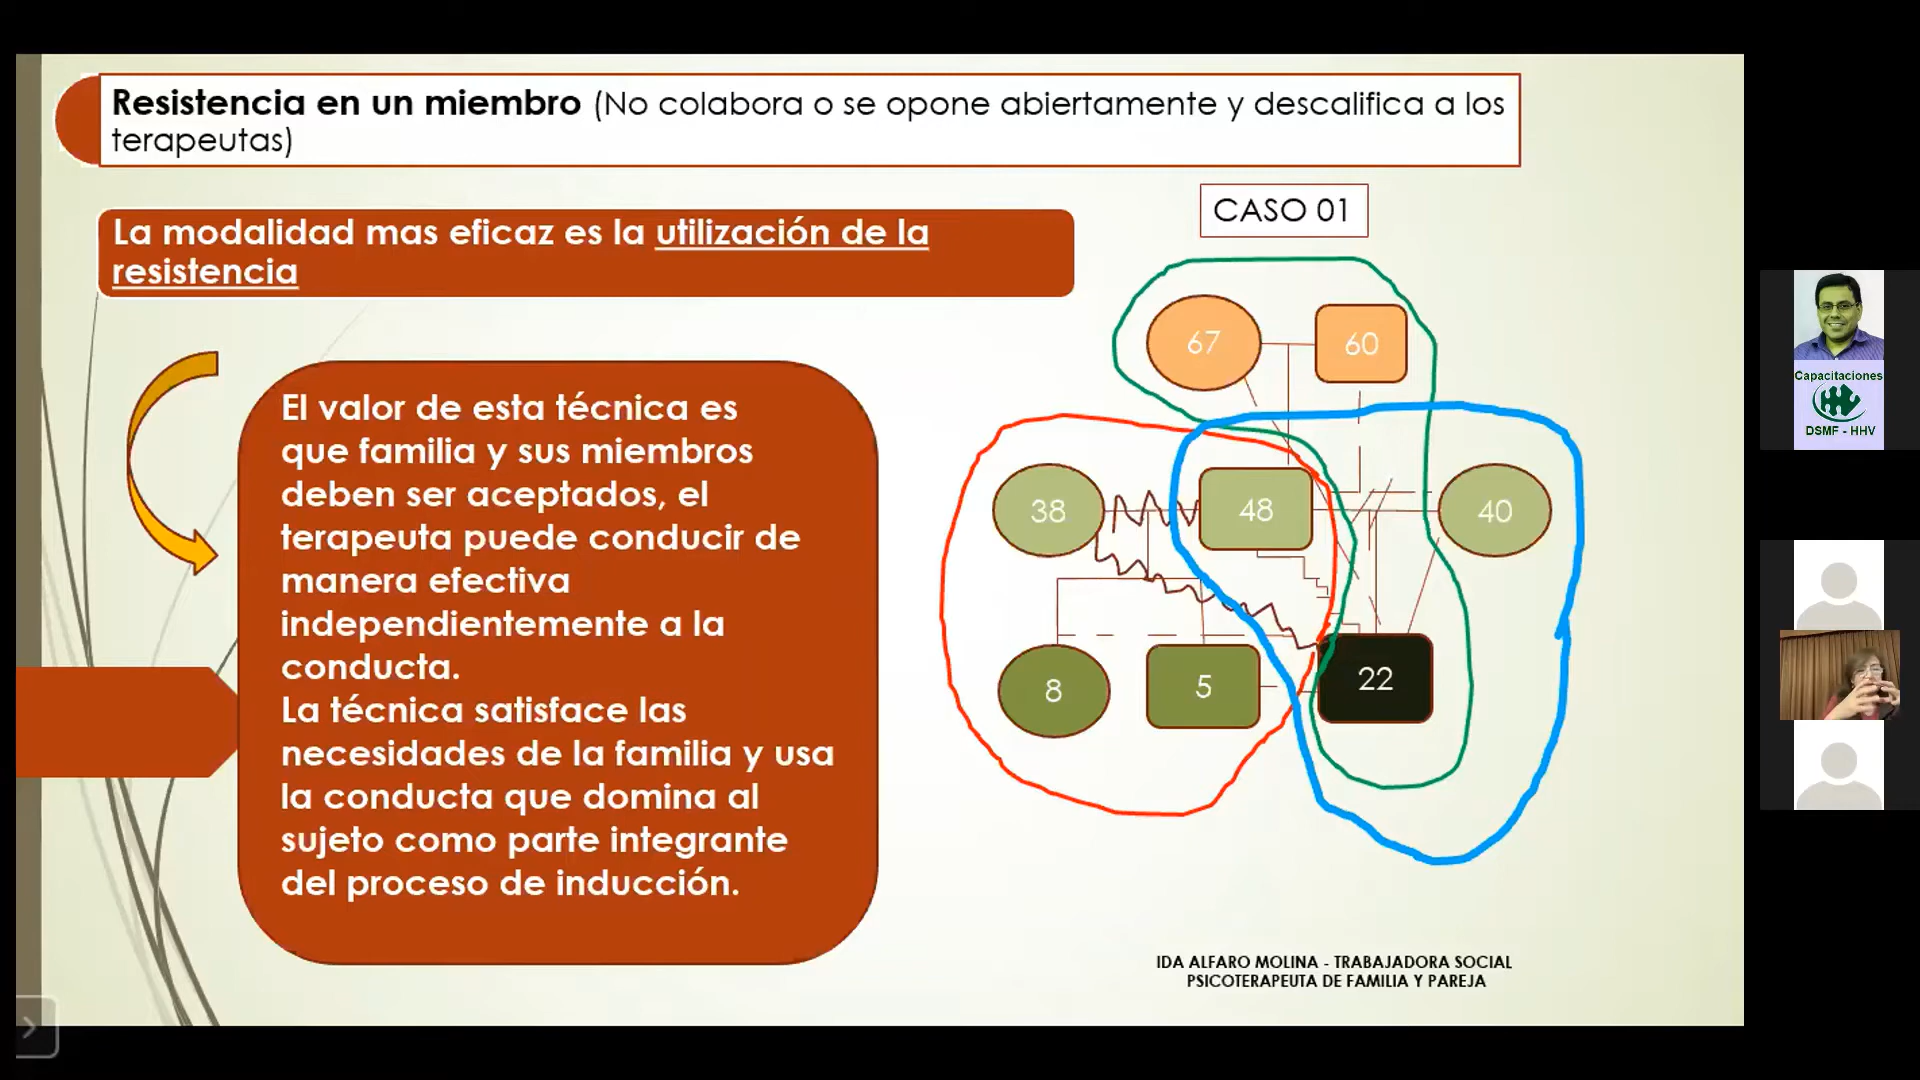 Resistencia en un miembro (No colabora o se opone abiertamente y descalifica a los
terapeutas)
La modalidad mas eficaz es la utilización de la
resistencia
CASO 01
El valor de esta técnica es
que familia y sus miembros
deben ser aceptados, el
terapeuta puede conducir de
manera efectiva
independientemente a la
conducta.
La técnica satisface las
necesidades de la familia y usa
la conducta que domina al
sujeto como parte integrante
del proceso de inducción.
67
60
38
48
40
8
5
22
IDA ALFARO MOLINA - TRABAJADORA SOCIAL
PSICOTERAPEUTA DE FAMILIA Y PAREJA
Capacitaciones
DSMF - HHV